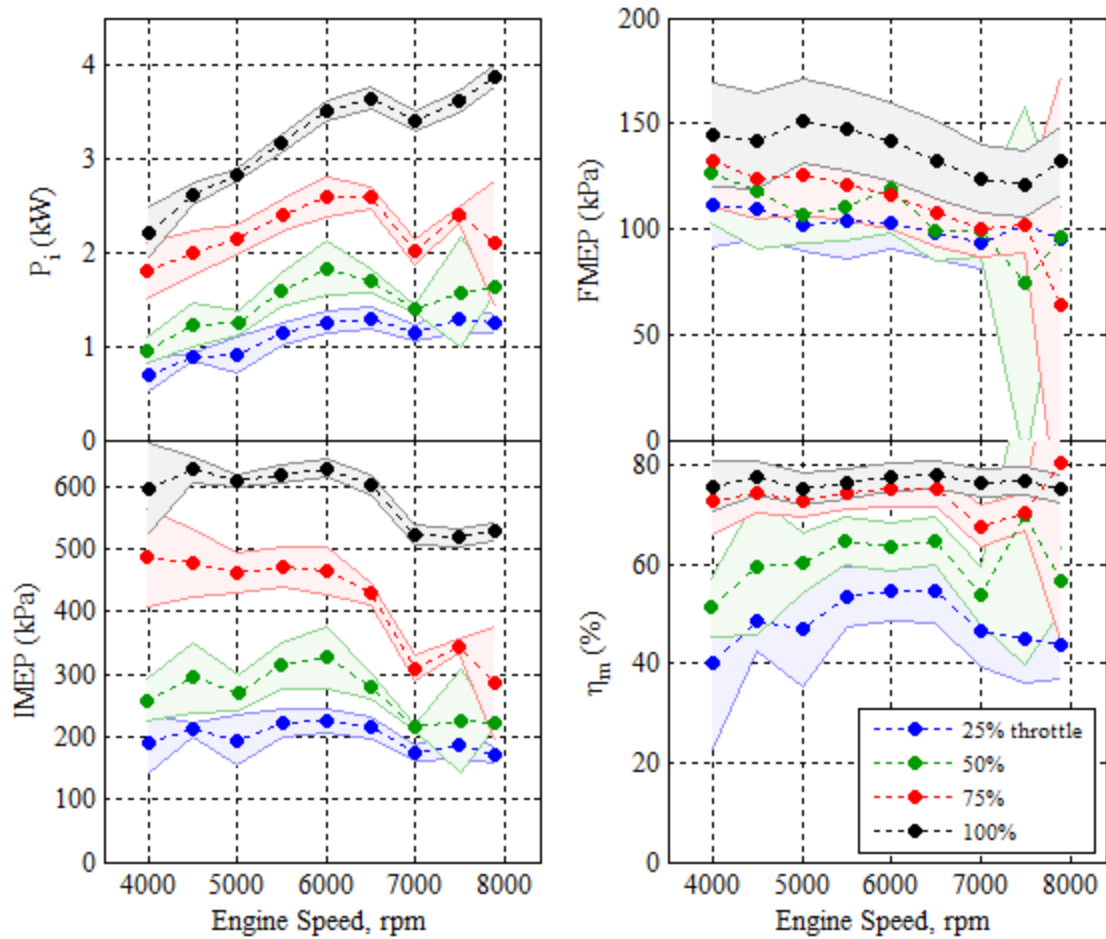 4
3
2
1
0
P_i (kW)
200
150
100
50
0
FMEP (kPa)
600
500
400
300
200
100
0
IMEP (kPa)
4000 5000 6000 7000 8000
Engine Speed, rpm
80
60
40
20
0
η_m (%)
25% throttle
50%
75%
100%
4000 5000 6000 7000 8000
Engine Speed, rpm